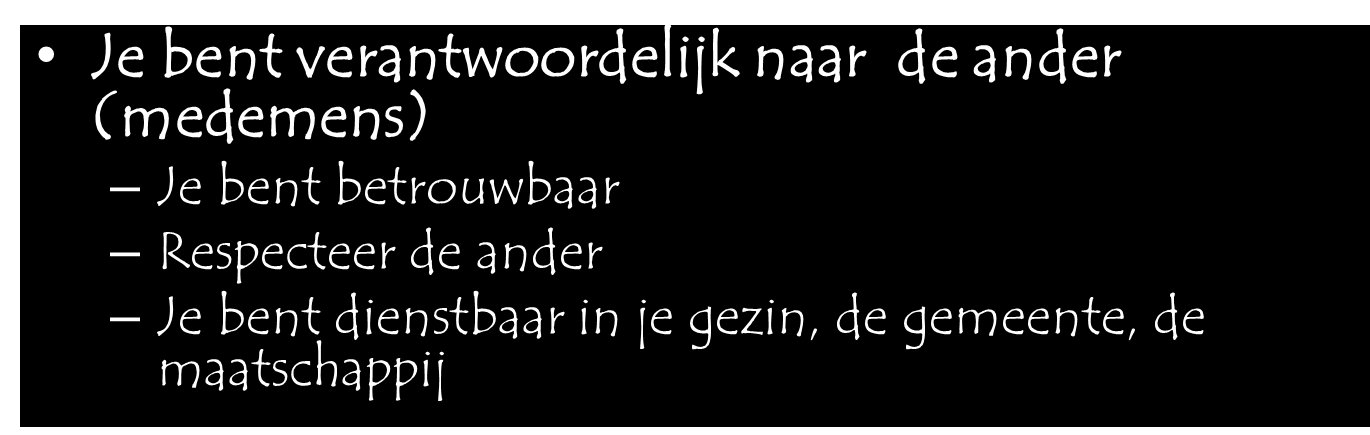 • Je bent verantwoordelijk naar de ander
(medemens)
– Je bent betrouwbaar
– Respecteer de ander
– Je bent dienstbaar in je gezin, de gemeente, de
maatschappij